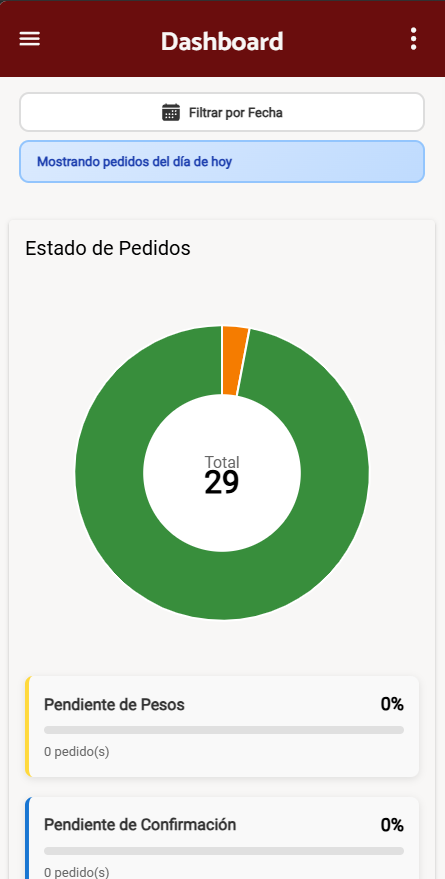 Dashboard
Filtrar por Fecha
Mostrando pedidos del día de hoy
Estado de Pedidos
Total
29
Pendiente de Pesos 0%
0 pedido(s)
Pendiente de Confirmación 0%
0 pedido(s)